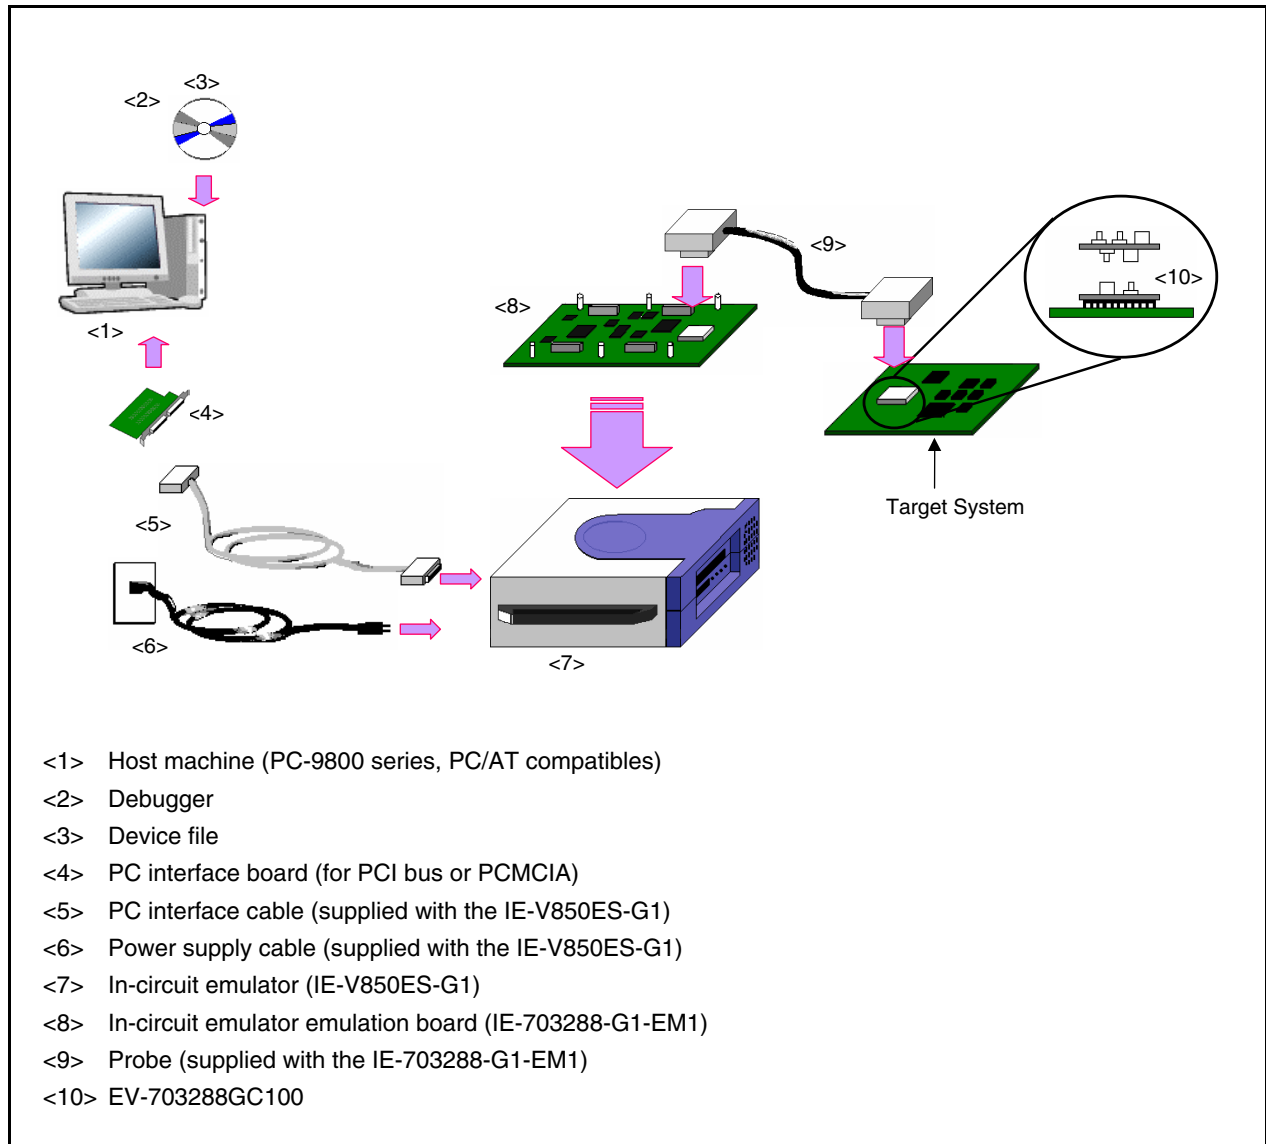 <3>
<2>
<9>
<10>
<8>
<1>
<4>
Target System
<5>
<6>
<7>
<1> Host machine (PC-9800 series, PC/AT compatibles)
<2> Debugger
<3> Device file
<4> PC interface board (for PCI bus or PCMCIA)
<5> PC interface cable (supplied with the IE-V850ES-G1)
<6> Power supply cable (supplied with the IE-V850ES-G1)
<7> In-circuit emulator (IE-V850ES-G1)
<8> In-circuit emulator emulation board (IE-703288-G1-EM1)
<9> Probe (supplied with the IE-703288-G1-EM1)
<10> EV-703288GC100